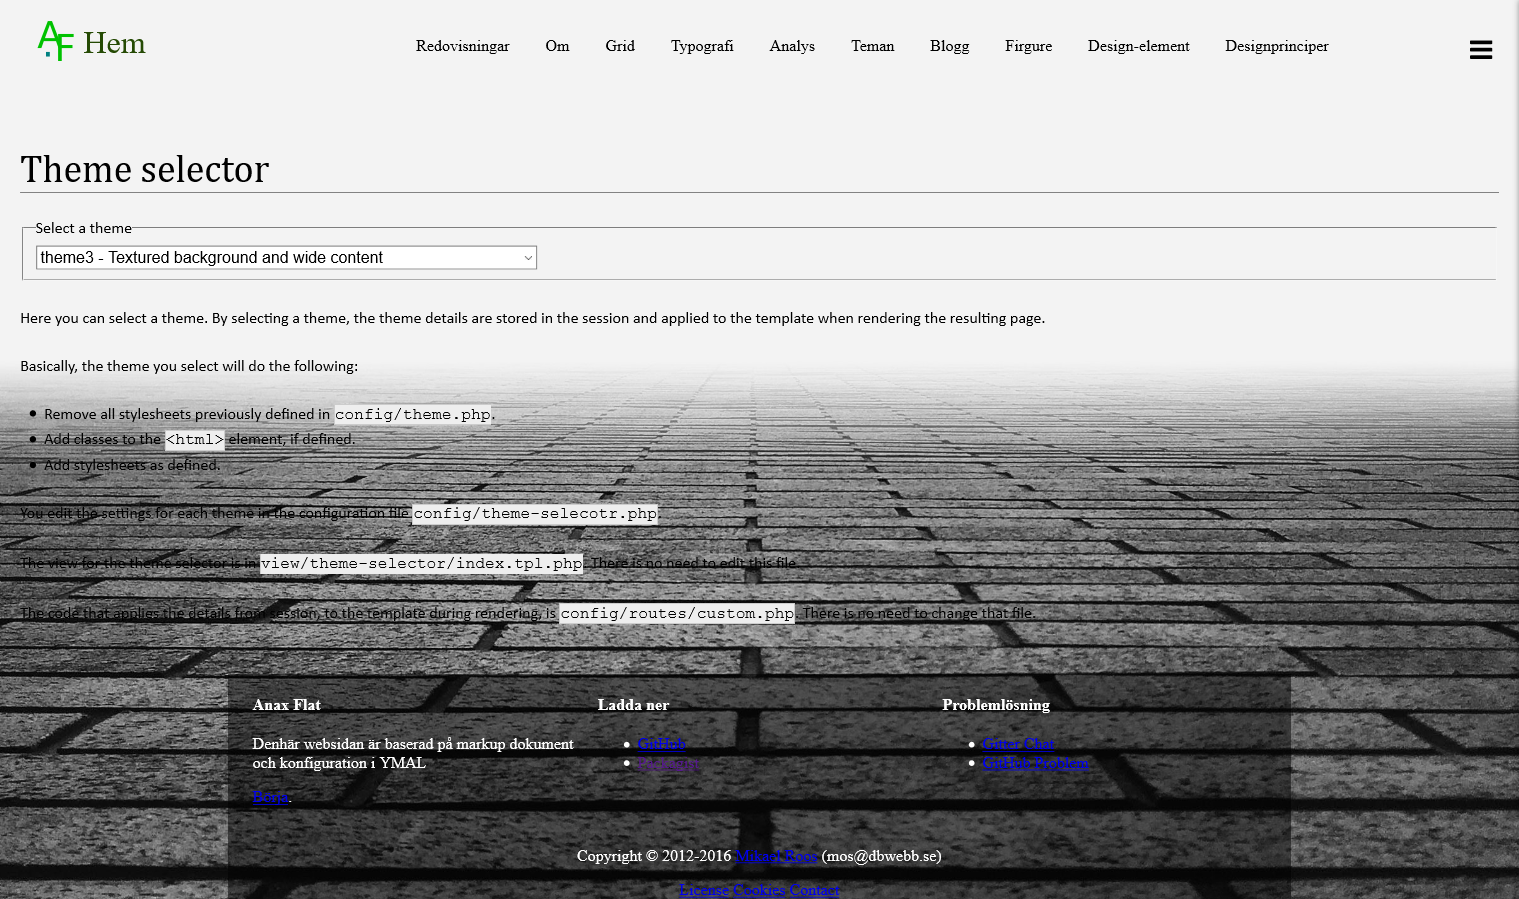 AF Hem
Redovisningar Om Grid Typografi Analys Teman Blogg Firgure Design-element Designprinciper
Theme selector
Select a theme
theme3 - Textured background and wide content
Here you can select a theme. By selecting a theme, the theme details are stored in the session and applied to the template when rendering the resulting page.
Basically, the theme you select will do the following:
Remove all stylesheets previously defined in config/theme.php.
Add classes to the <html> element, if defined.
Add stylesheets as defined.
You edit the settings for each theme in the configuration file config/theme-selecotr.php
The view for the theme selector is in view/theme-selector/index.tpl.php. There is no need to edit this file.
The code that applies the details from session, to the template during rendering, is config/routes/custom.php. There is no need to change that file.
Anax Flat
Denhär websidan är baserad på markup dokument
och konfiguration i YMAL
Heem.
Ladda ner
GitHub
Problemlösning
Gitter Chat
GitHub Problem
Copyright © 2012-2016 Mikael Roos (mos@dbwebb.se)
License Cookies Contact